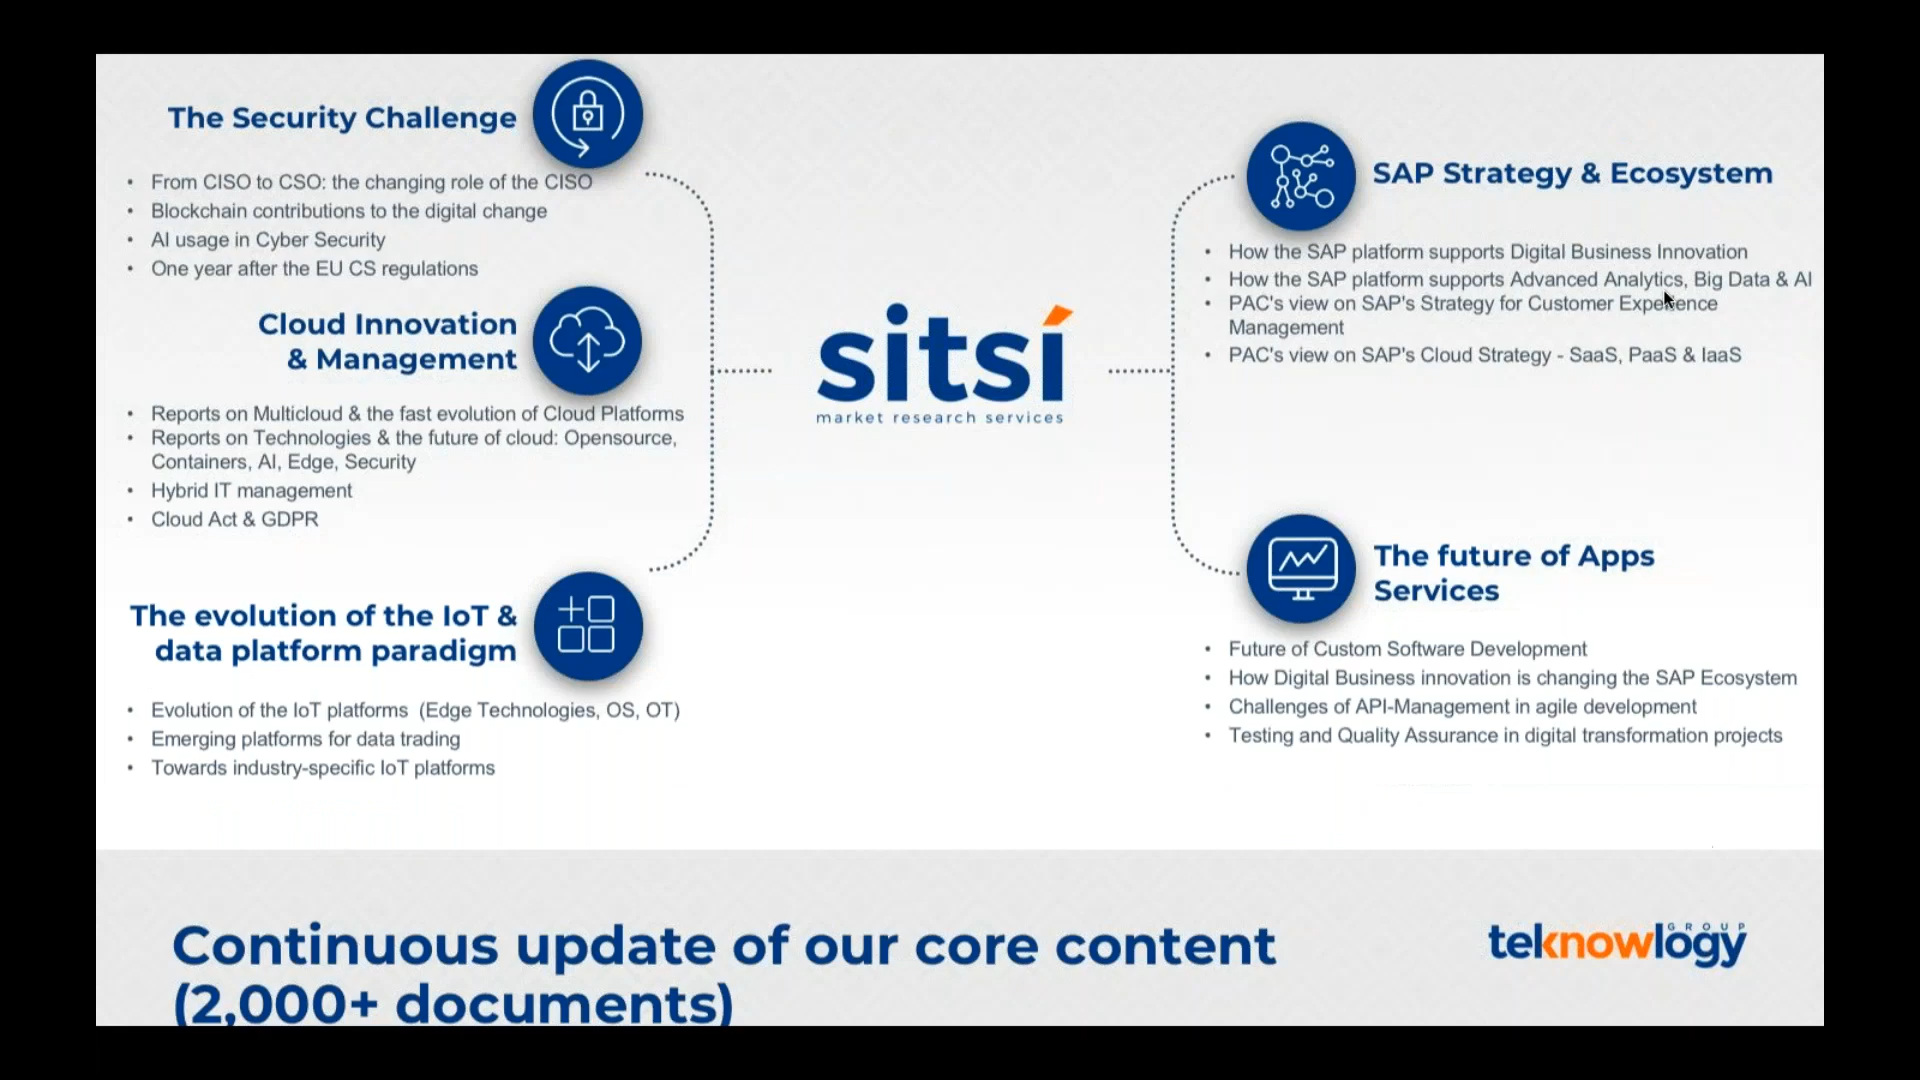 The Security Challenge
• From CISO to CSO: the changing role of the CISO
• Blockchain contributions to the digital change
• AI usage in Cyber Security
• One year after the EU CS regulations
Cloud Innovation
& Management
• Reports on Multicloud & the fast evolution of Cloud Platforms
• Reports on Technologies & the future of cloud: Opensource,
Containers, AI, Edge, Security
• Hybrid IT management
• Cloud Act & GDPR
The evolution of the IoT &
data platform paradigm
• Evolution of the IoT platforms (Edge Technologies, OS, OT)
• Emerging platforms for data trading
• Towards industry-specific IoT platforms
sitsí
market research services
SAP Strategy & Ecosystem
• How the SAP platform supports Digital Business Innovation
• How the SAP platform supports Advanced Analytics, Big Data & AI
• PAC's view on SAP's Strategy for Customer Experience
Management
• PAC's view on SAP's Cloud Strategy - SaaS, PaaS & IaaS
The future of Apps
Services
• Future of Custom Software Development
• How Digital Business innovation is changing the SAP Ecosystem
• Challenges of API-Management in agile development
• Testing and Quality Assurance in digital transformation projects
Continuous update of our core content
(2,000+ documents)
GROUP
teknowlogy